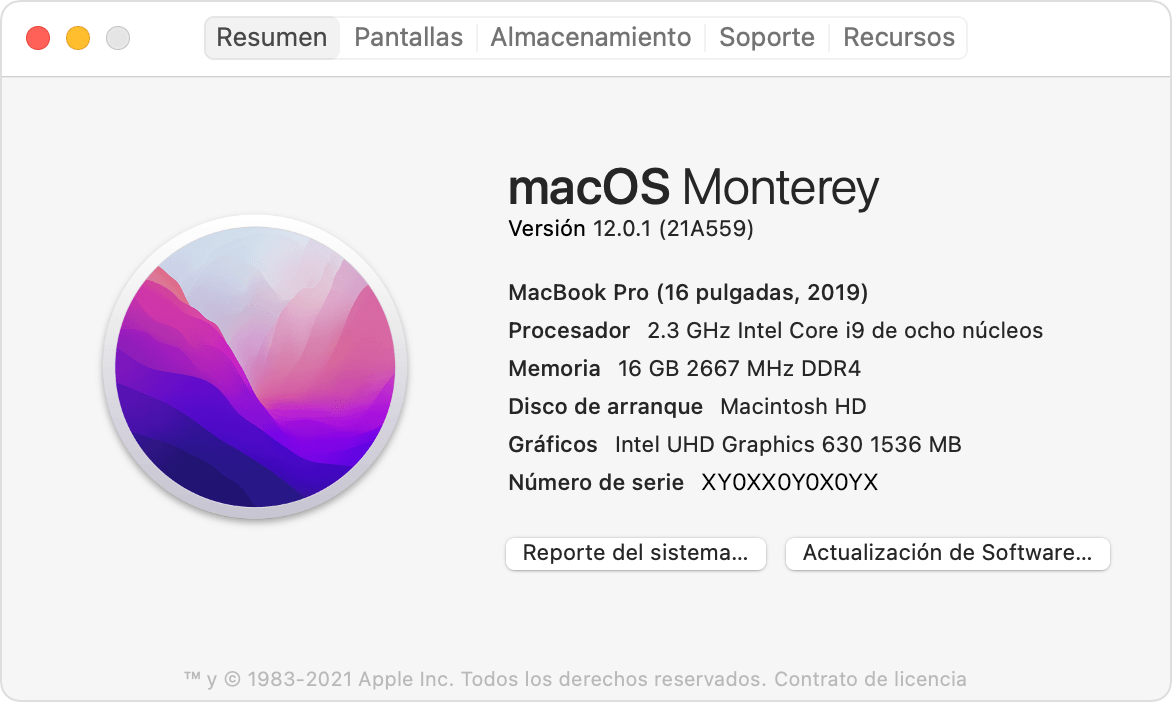 Resumen Pantallas Almacenamiento Soporte Recursos
macOS Monterey
Versión 12.0.1 (21A559)
MacBook Pro (16 pulgadas, 2019)
Procesador 2.3 GHz Intel Core i9 de ocho núcleos
Memoria 16 GB 2667 MHz DDR4
Disco de arranque Macintosh HD
Gráficos Intel UHD Graphics 630 1536 MB
Número de serie XY0XX0Y0X0YX
Reporte del sistema... Actualización de Software...
™ y © 1983-2021 Apple Inc. Todos los derechos reservados. Contrato de licencia